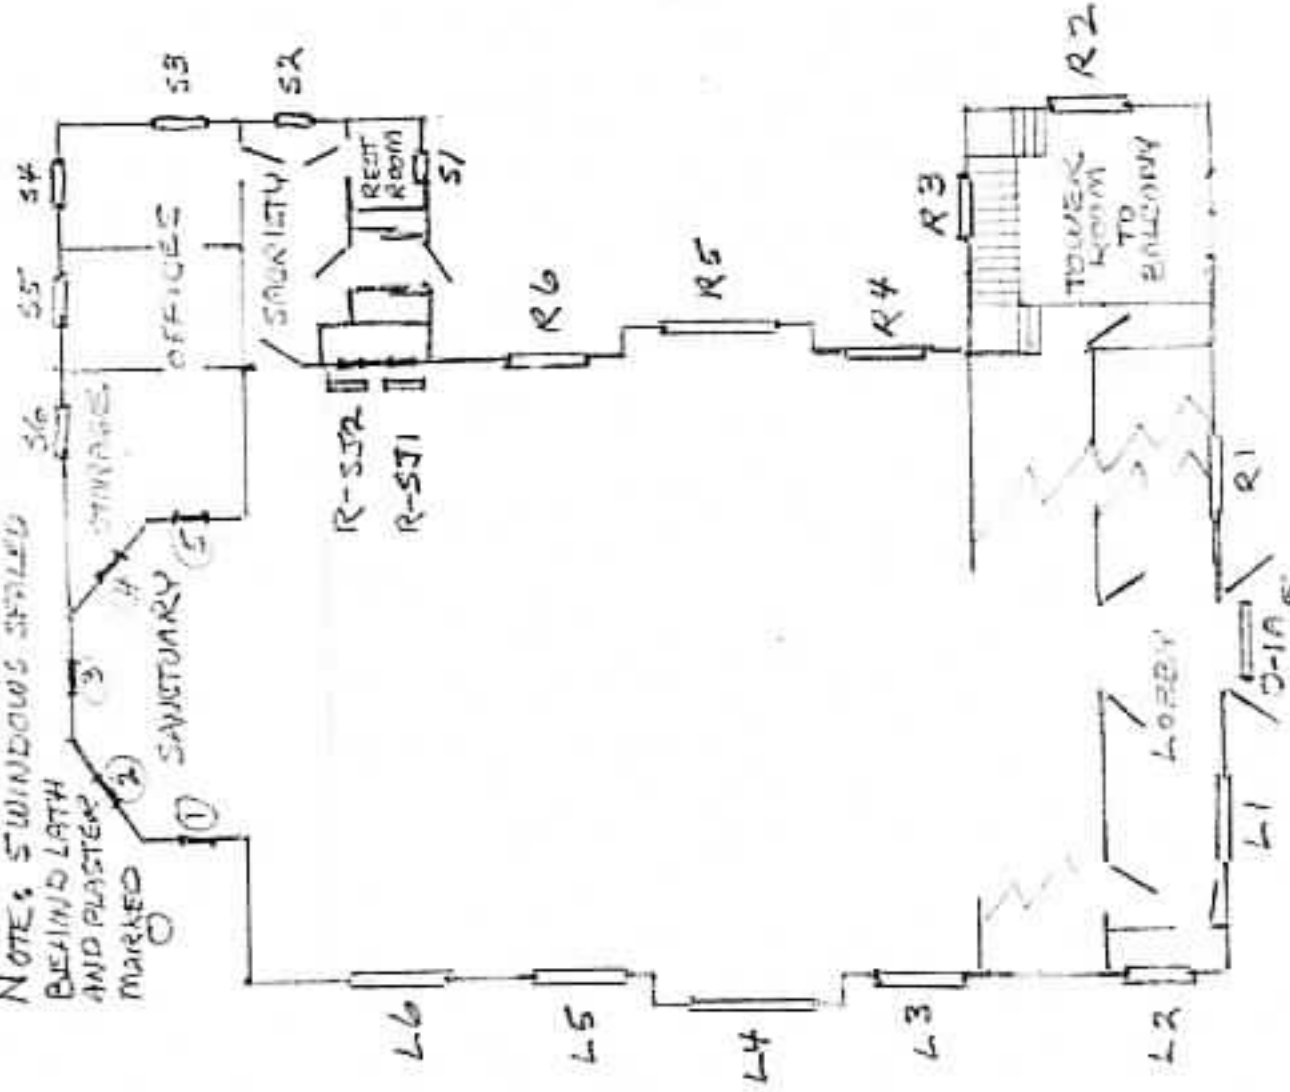 NOTE: 5 WINDOWS SEALED
BEHIND LATH
AND PLASTER
MARKED
O
S6
S5
S4
S3
S2
S1
STORAGE
OFFICES
SACRISTY
REST
ROOM
SANCTUARY
1
2
3
4
5
R-SJ2
R-SJ1
R6
R5
R4
R3
R2
R1
TOWER
ROOM
TO
BALCONY
LOBBY
D-1A
L1
L2
L3
L4
L5
L6